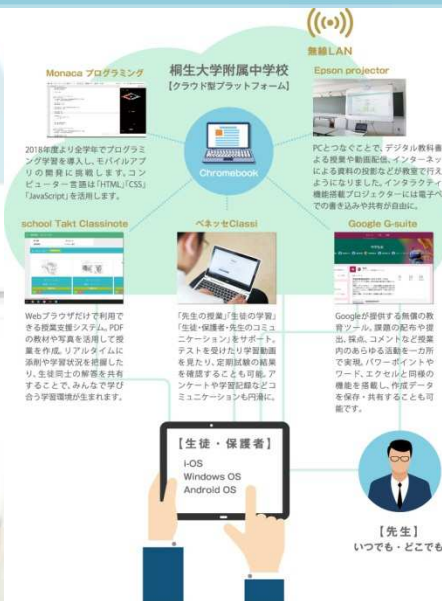 無線LAN
Monaca プログラミング
桐生大学附属中学校
【クラウド型プラットフォーム】
Epson projector
Chromebook
2018年度より全学年でプログラミ
ング学習を導入し、モバイルアプ
リの開発に挑戦します。コン
ピューター言語は「HTML」「CSS」
「JavaScript」を活用します。
PCとつなぐことで、デジタル教科書
よる授業や動画配信、インターネッ
による資料の投影などが教室で行え
ようになりました。インタラクティ
機能搭載プロジェクターには電子ペ
での書き込みや共有が自由に。
school Takt Classinote
ベネッセClassi
Google G-suite
Webブラウザだけで利用で
きる授業支援システム。PDF
の教材や写真を活用して授
業を作成。リアルタイムに
添削や学習状況を把握した
り、生徒同士の解答を共有
することで、みんなで学び
合う学習環境が生まれます。
「先生の授業」「生徒の学習」
「生徒・保護者・先生のコミュ
ニケーション」をサポート。
テストを受けたり学習動画
を見たり、定期試験の結果
を確認することも可能。ア
ンケートや学習記録などコ
ミュニケーションも円滑に。
Googleが提供する無償の教
育ツール。課題の配布や提
出、採点、コメントなど授業
内のあらゆる活動を一カ所
で実現。パワーポイントや
ワード、エクセルと同様の
機能を搭載し、作成データ
を保存・共有することも可
能です。
【生徒・保護者】
i-OS
Windows OS
Android OS
【先生】
いつでも・どこでも